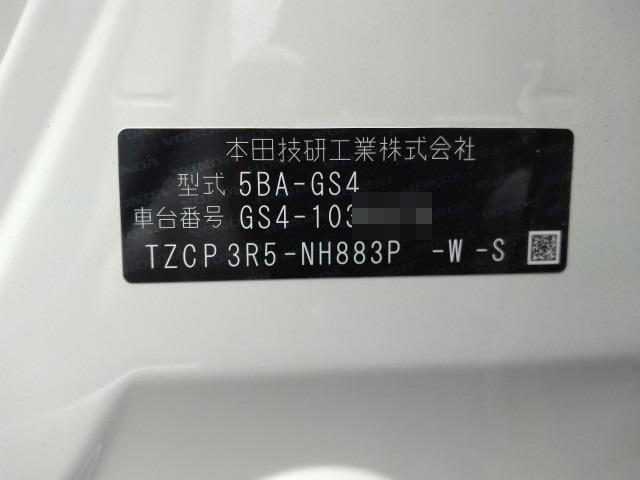 本田技研工業株式会社
型式 5BA-GS4
車台番号 GS4-103
TZCP 3R5-NH883P -W -S